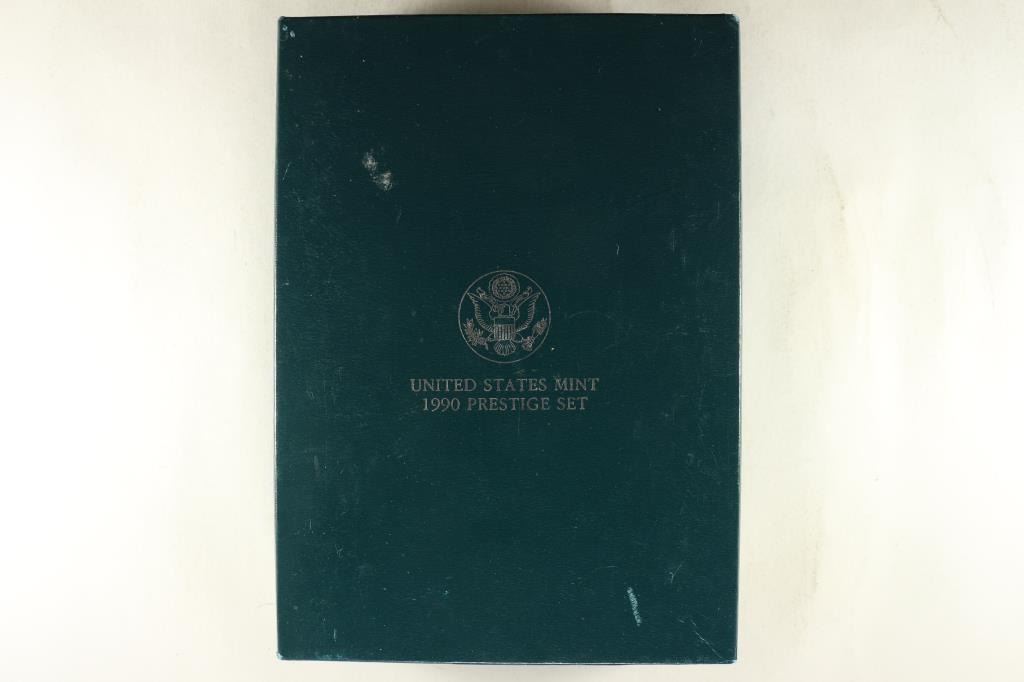 UNITED STATES MINT
1990 PRESTIGE SET